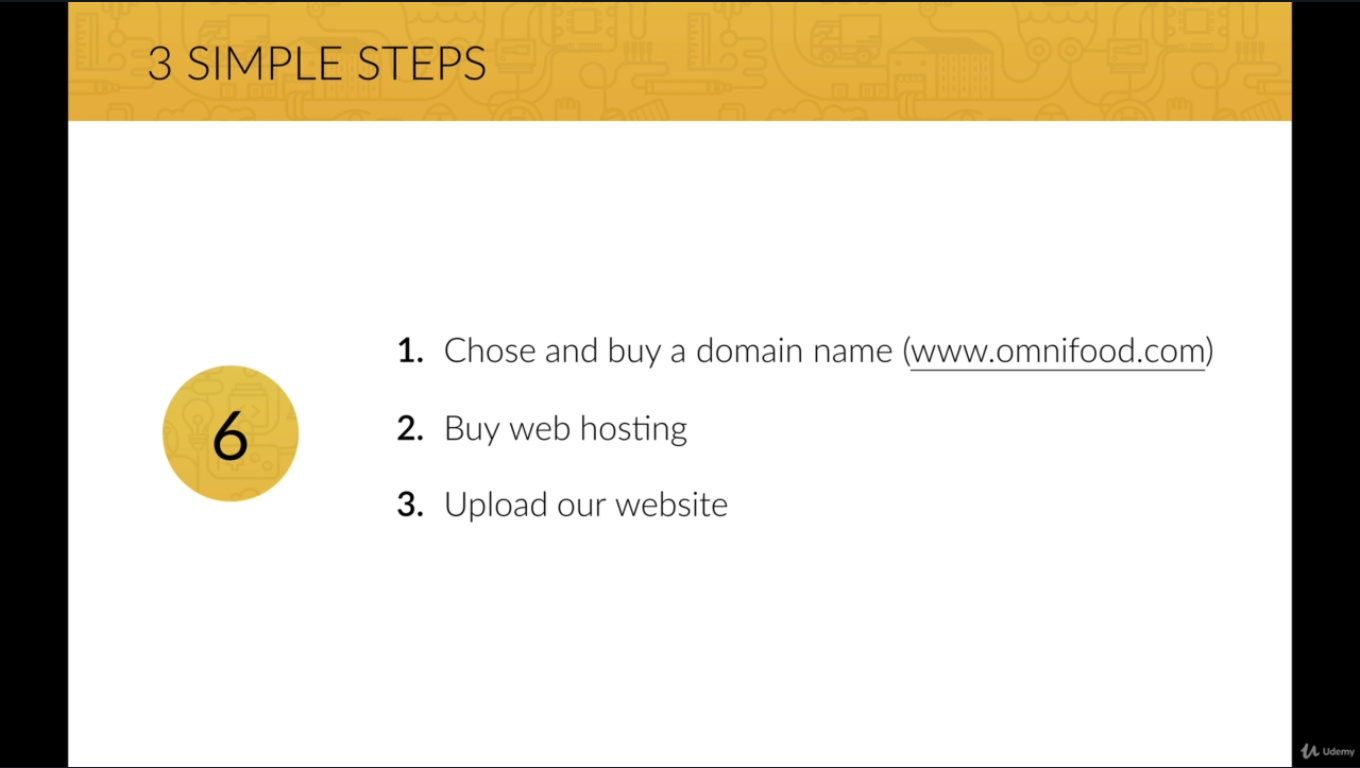 3 SIMPLE STEPS
6
1. Chose and buy a domain name (www.omnifood.com)
2. Buy web hosting
3. Upload our website
Udemy